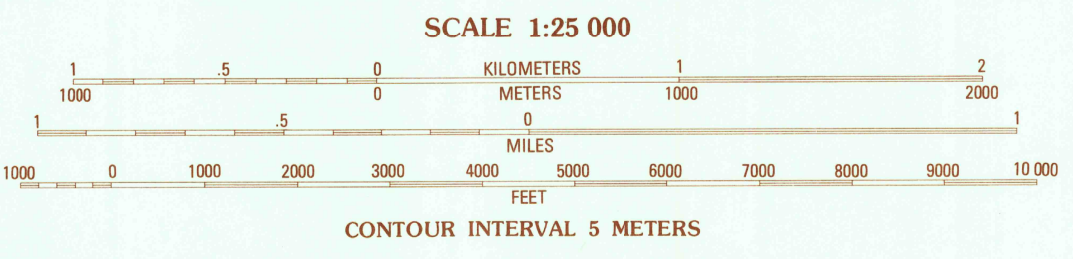 SCALE 1:25 000
1 .5 0 KILOMETERS 1 2
1000 0 METERS 1000 2000
1 .5 0 1
MILES
1000 0 1000 2000 3000 4000 5000 6000 7000 8000 9000 10 000
FEET
CONTOUR INTERVAL 5 METERS